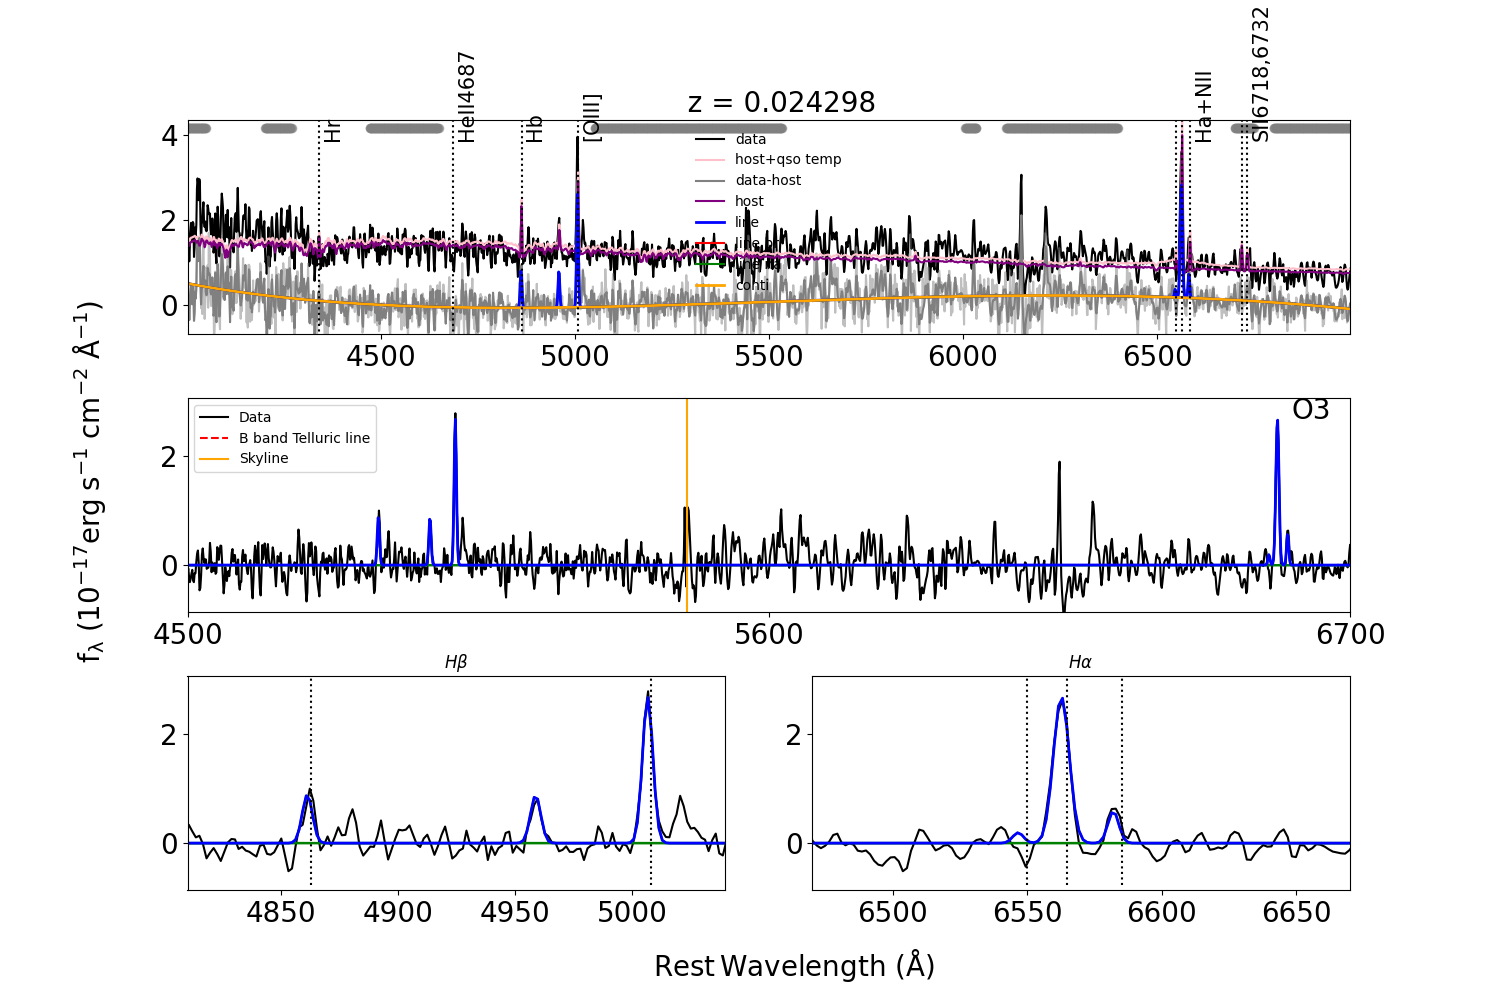 z = 0.024298
Hr
HeII4687
Hb
[OIII]
Ha+NII
SII6718,6732
data
host+qso temp
data-host
host
line
conti
4
2
0
4500
5000
5500
6000
6500
Data
B band Telluric line
Skyline
O3
2
0
4500
5600
6700
Hβ
2
0
4850
4900
4950
5000
Hα
2
0
6500
6550
6600
6650
f_λ (10^−17 erg s^−1 cm^−2 Å^−1)
Rest Wavelength (Å)